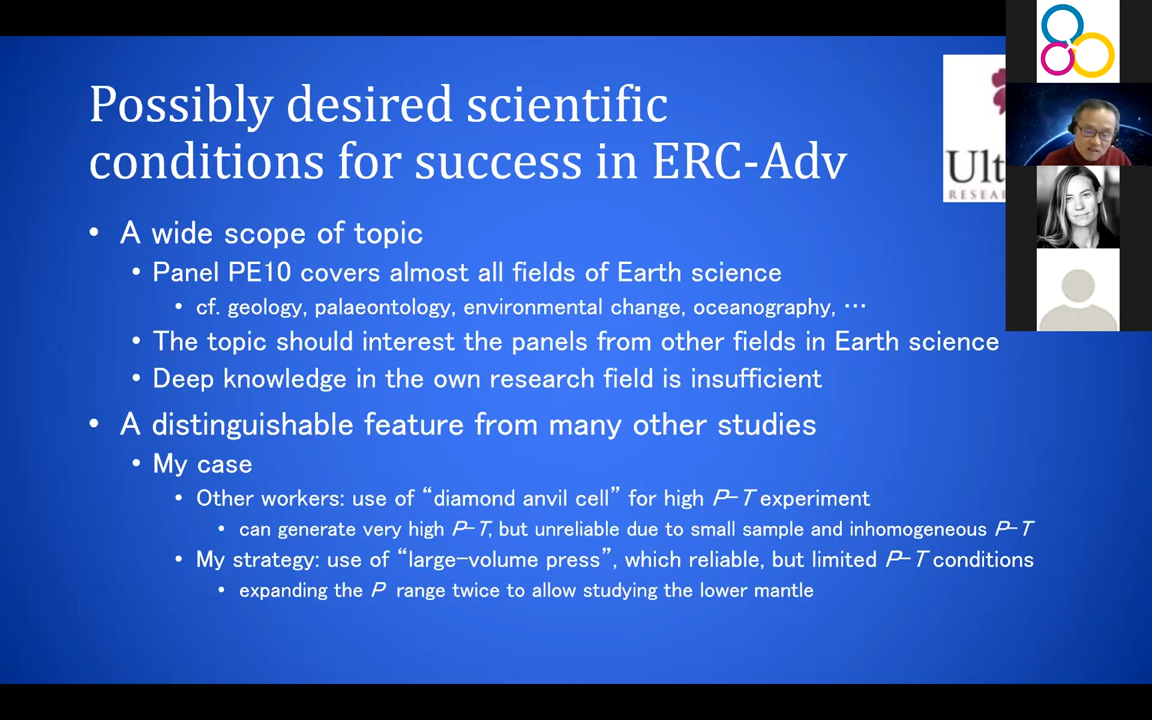 Possibly desired scientific
conditions for success in ERC-Adv
• A wide scope of topic
• Panel PE10 covers almost all fields of Earth science
• cf. geology, palaeontology, environmental change, oceanography, ⋯
• The topic should interest the panels from other fields in Earth science
• Deep knowledge in the own research field is insufficient
• A distinguishable feature from many other studies
• My case
• Other workers: use of “diamond anvil cell” for high P–T experiment
• can generate very high P–T, but unreliable due to small sample and inhomogeneous P–T
• My strategy: use of “large-volume press”, which reliable, but limited P–T conditions
• expanding the P range twice to allow studying the lower mantle